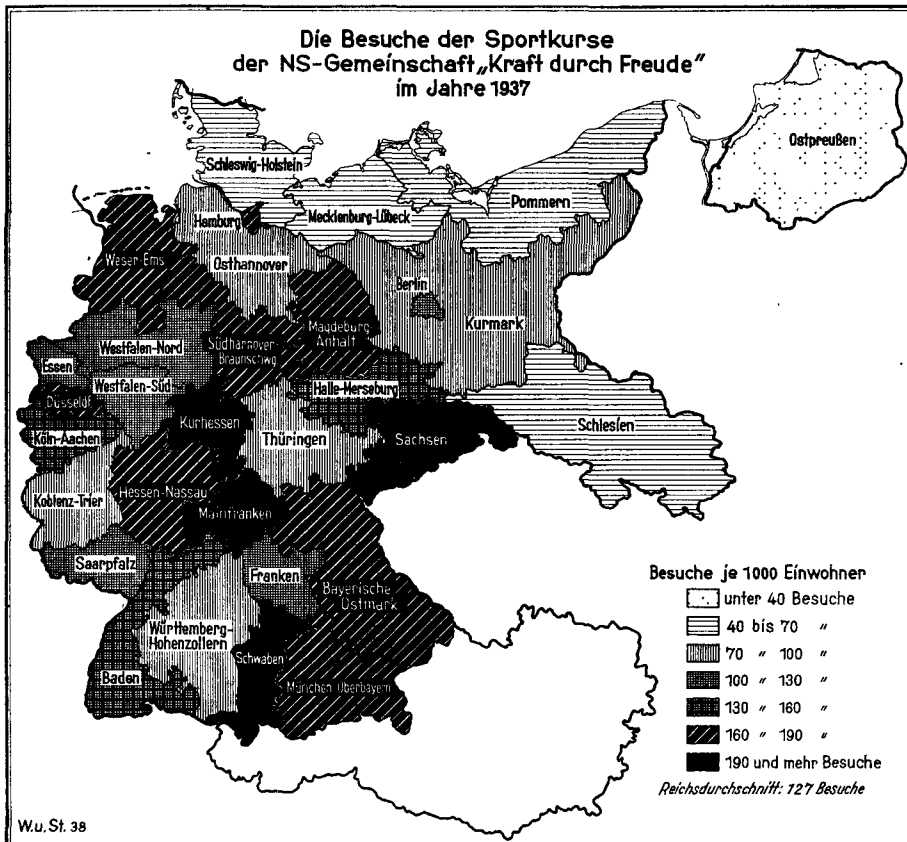 Die Besuche der Sportkurse
der NS-Gemeinschaft „Kraft durch Freude"
im Jahre 1937
Ostpreußen
Schleswig-Holstein
Mecklenburg-Lübeck
Pommern
Hamburg
Weser-Ems
Osthannover
Berlin
Kurmark
Magdeburg-
Anhalt
Westfalen-Nord
Südhannover-
Braunschwg
Essen
Westfalen-Süd
Halle-Merseburg
Düsseldf
Köln-Aachen
Kurhessen
Thüringen
Sachsen
Schlesien
Koblenz-Trier
Hessen-Nassau
Mainfranken
Saarpfalz
Franken
Bayerische
Ostmark
Württemberg-
Hohenzollern
Schwaben
Baden
München-Oberbayern
Besuche je 1000 Einwohner
unter 40 Besuche
40 bis 70 "
70 " 100 "
100 " 130 "
130 " 160 "
160 " 190 "
190 und mehr Besuche
Reichsdurchschnitt: 127 Besuche
W.u. St. 38